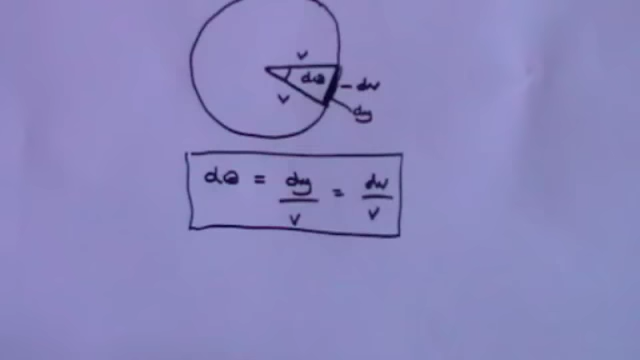 v
dθ
v
- dv
dy
dθ = dy/v = dv/v